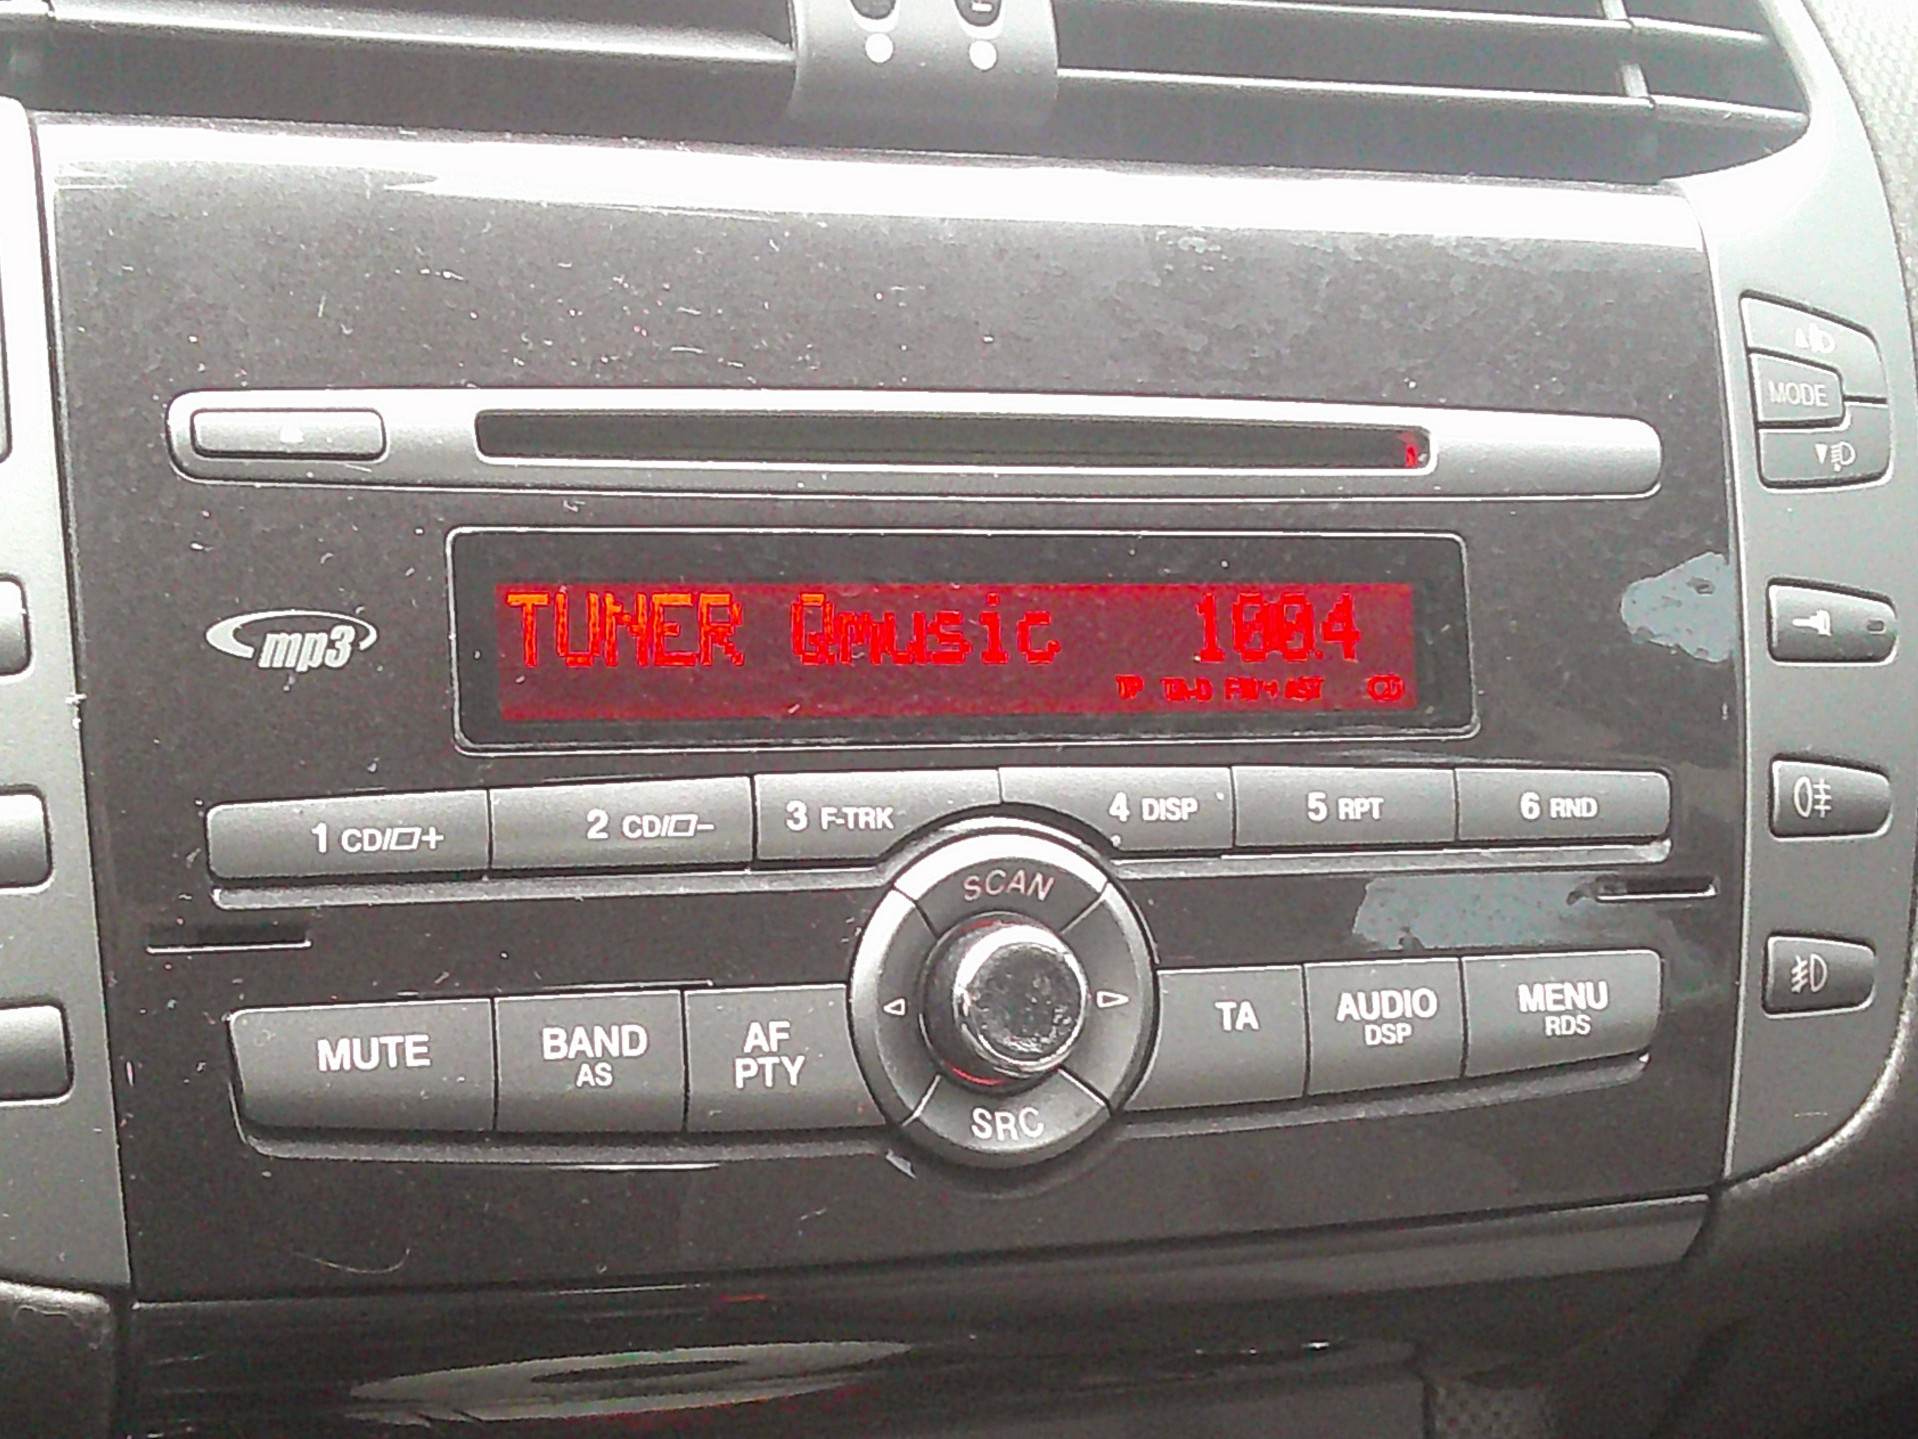 MODE
TUNER Qmusic 100.4
mp3
1 CD/▱+ 2 CD/▱- 3 F-TRK 4 DISP 5 RPT 6 RND
SCAN
MUTE BAND AS AF PTY TA AUDIO DSP MENU RDS
SRC